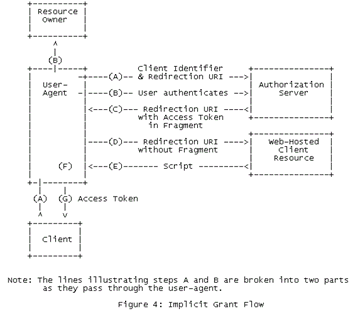 Resource
Owner
(B)
Client Identifier
User-
Agent
(A)
& Redirection URI
(B)
User authenticates
Authorization
Server
(C)
Redirection URI
with Access Token
in Fragment
(D)
Redirection URI
without Fragment
Web-Hosted
Client
Resource
(F)
(E)
Script
(A)
(G)
Access Token
Client
Note: The lines illustrating steps A and B are broken into two parts
as they pass through the user-agent.
Figure 4: Implicit Grant Flow